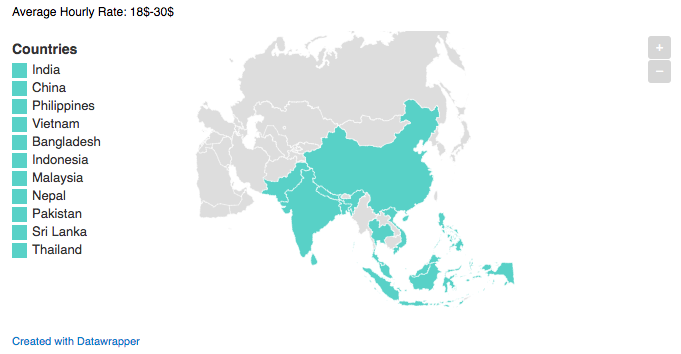 Average Hourly Rate: 18$-30$
Countries
India
China
Philippines
Vietnam
Bangladesh
Indonesia
Malaysia
Nepal
Pakistan
Sri Lanka
Thailand
+
−
Created with Datawrapper